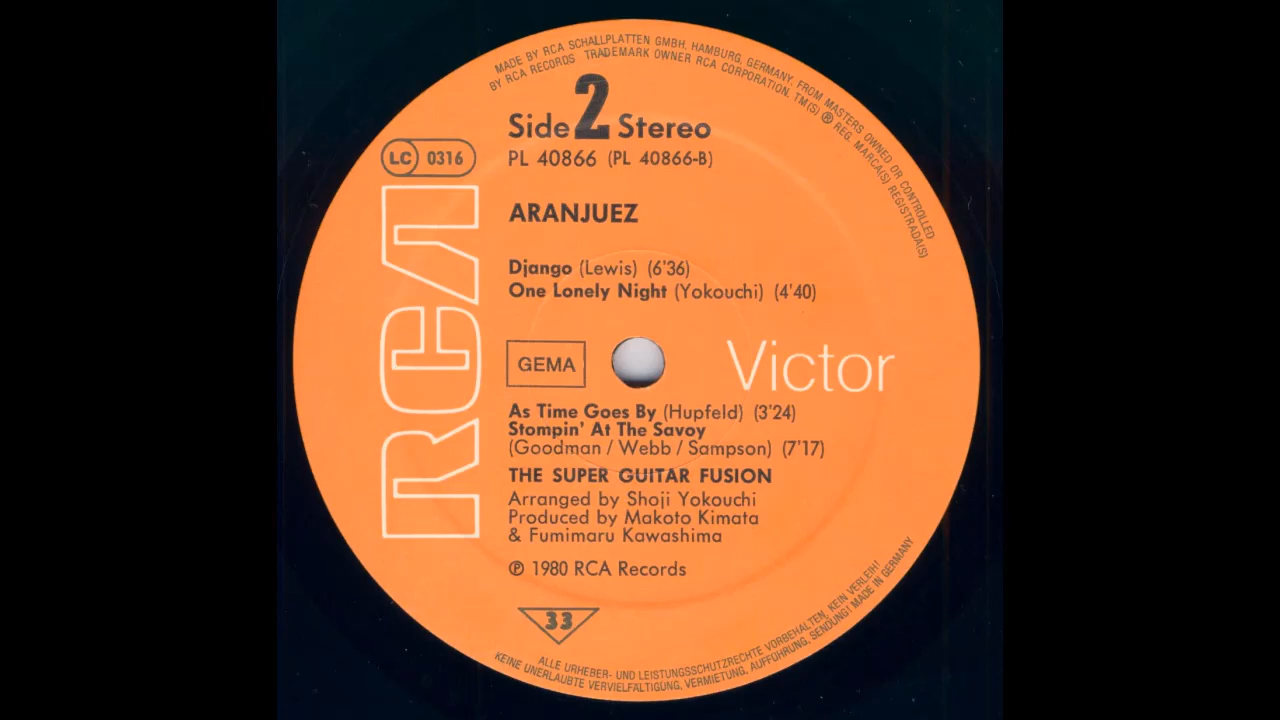 MADE BY RCA SCHALLPLATTEN GMBH, HAMBURG, GERMANY, FROM MASTERS OWNED OR CONTROLLED
BY RCA RECORDS TRADEMARK OWNER RCA CORPORATION. TM(S) ® REG. MARCA(S) REGISTRADA(S)
Side 2 Stereo
PL 40866 (PL 40866-B)
LC 0316
RCA
ARANJUEZ
Django (Lewis) (6'36)
One Lonely Night (Yokouchi) (4'40)
GEMA
Victor
As Time Goes By (Hupfeld) (3'24)
Stompin' At The Savoy
(Goodman / Webb / Sampson) (7'17)
THE SUPER GUITAR FUSION
Arranged by Shoji Yokouchi
Produced by Makoto Kimata
& Fumimaru Kawashima
℗ 1980 RCA Records
33
ALLE URHEBER- UND LEISTUNGSSCHUTZRECHTE VORBEHALTEN, KEIN VERLEIH!
KEINE UNERLAUBTE VERVIELFÄLTIGUNG, VERMIETUNG, AUFFÜHRUNG, SENDUNG! MADE IN GERMANY